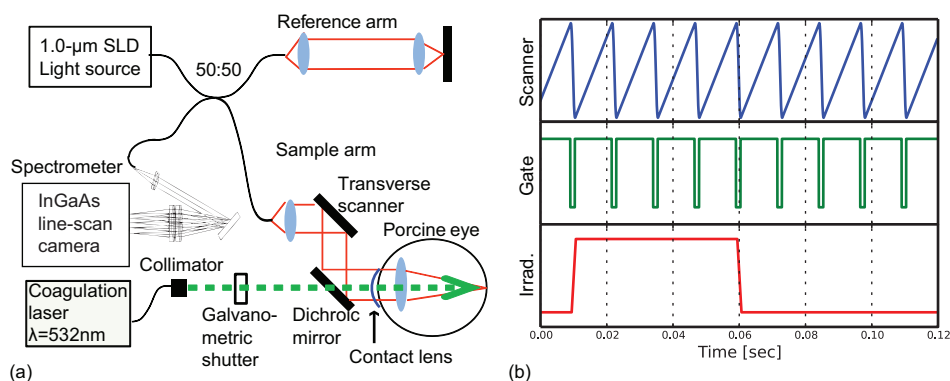 Reference arm
1.0-μm SLD
Light source
50:50
Sample arm
Spectrometer
Transverse
scanner
InGaAs
line-scan
camera
Porcine eye
Collimator
Coagulation
laser
λ=532nm
Galvano-
metric
shutter
Dichroic
mirror
Contact lens
(a)
Scanner
Gate
Irrad.
0.00 0.02 0.04 0.06 0.08 0.10 0.12
Time [sec]
(b)